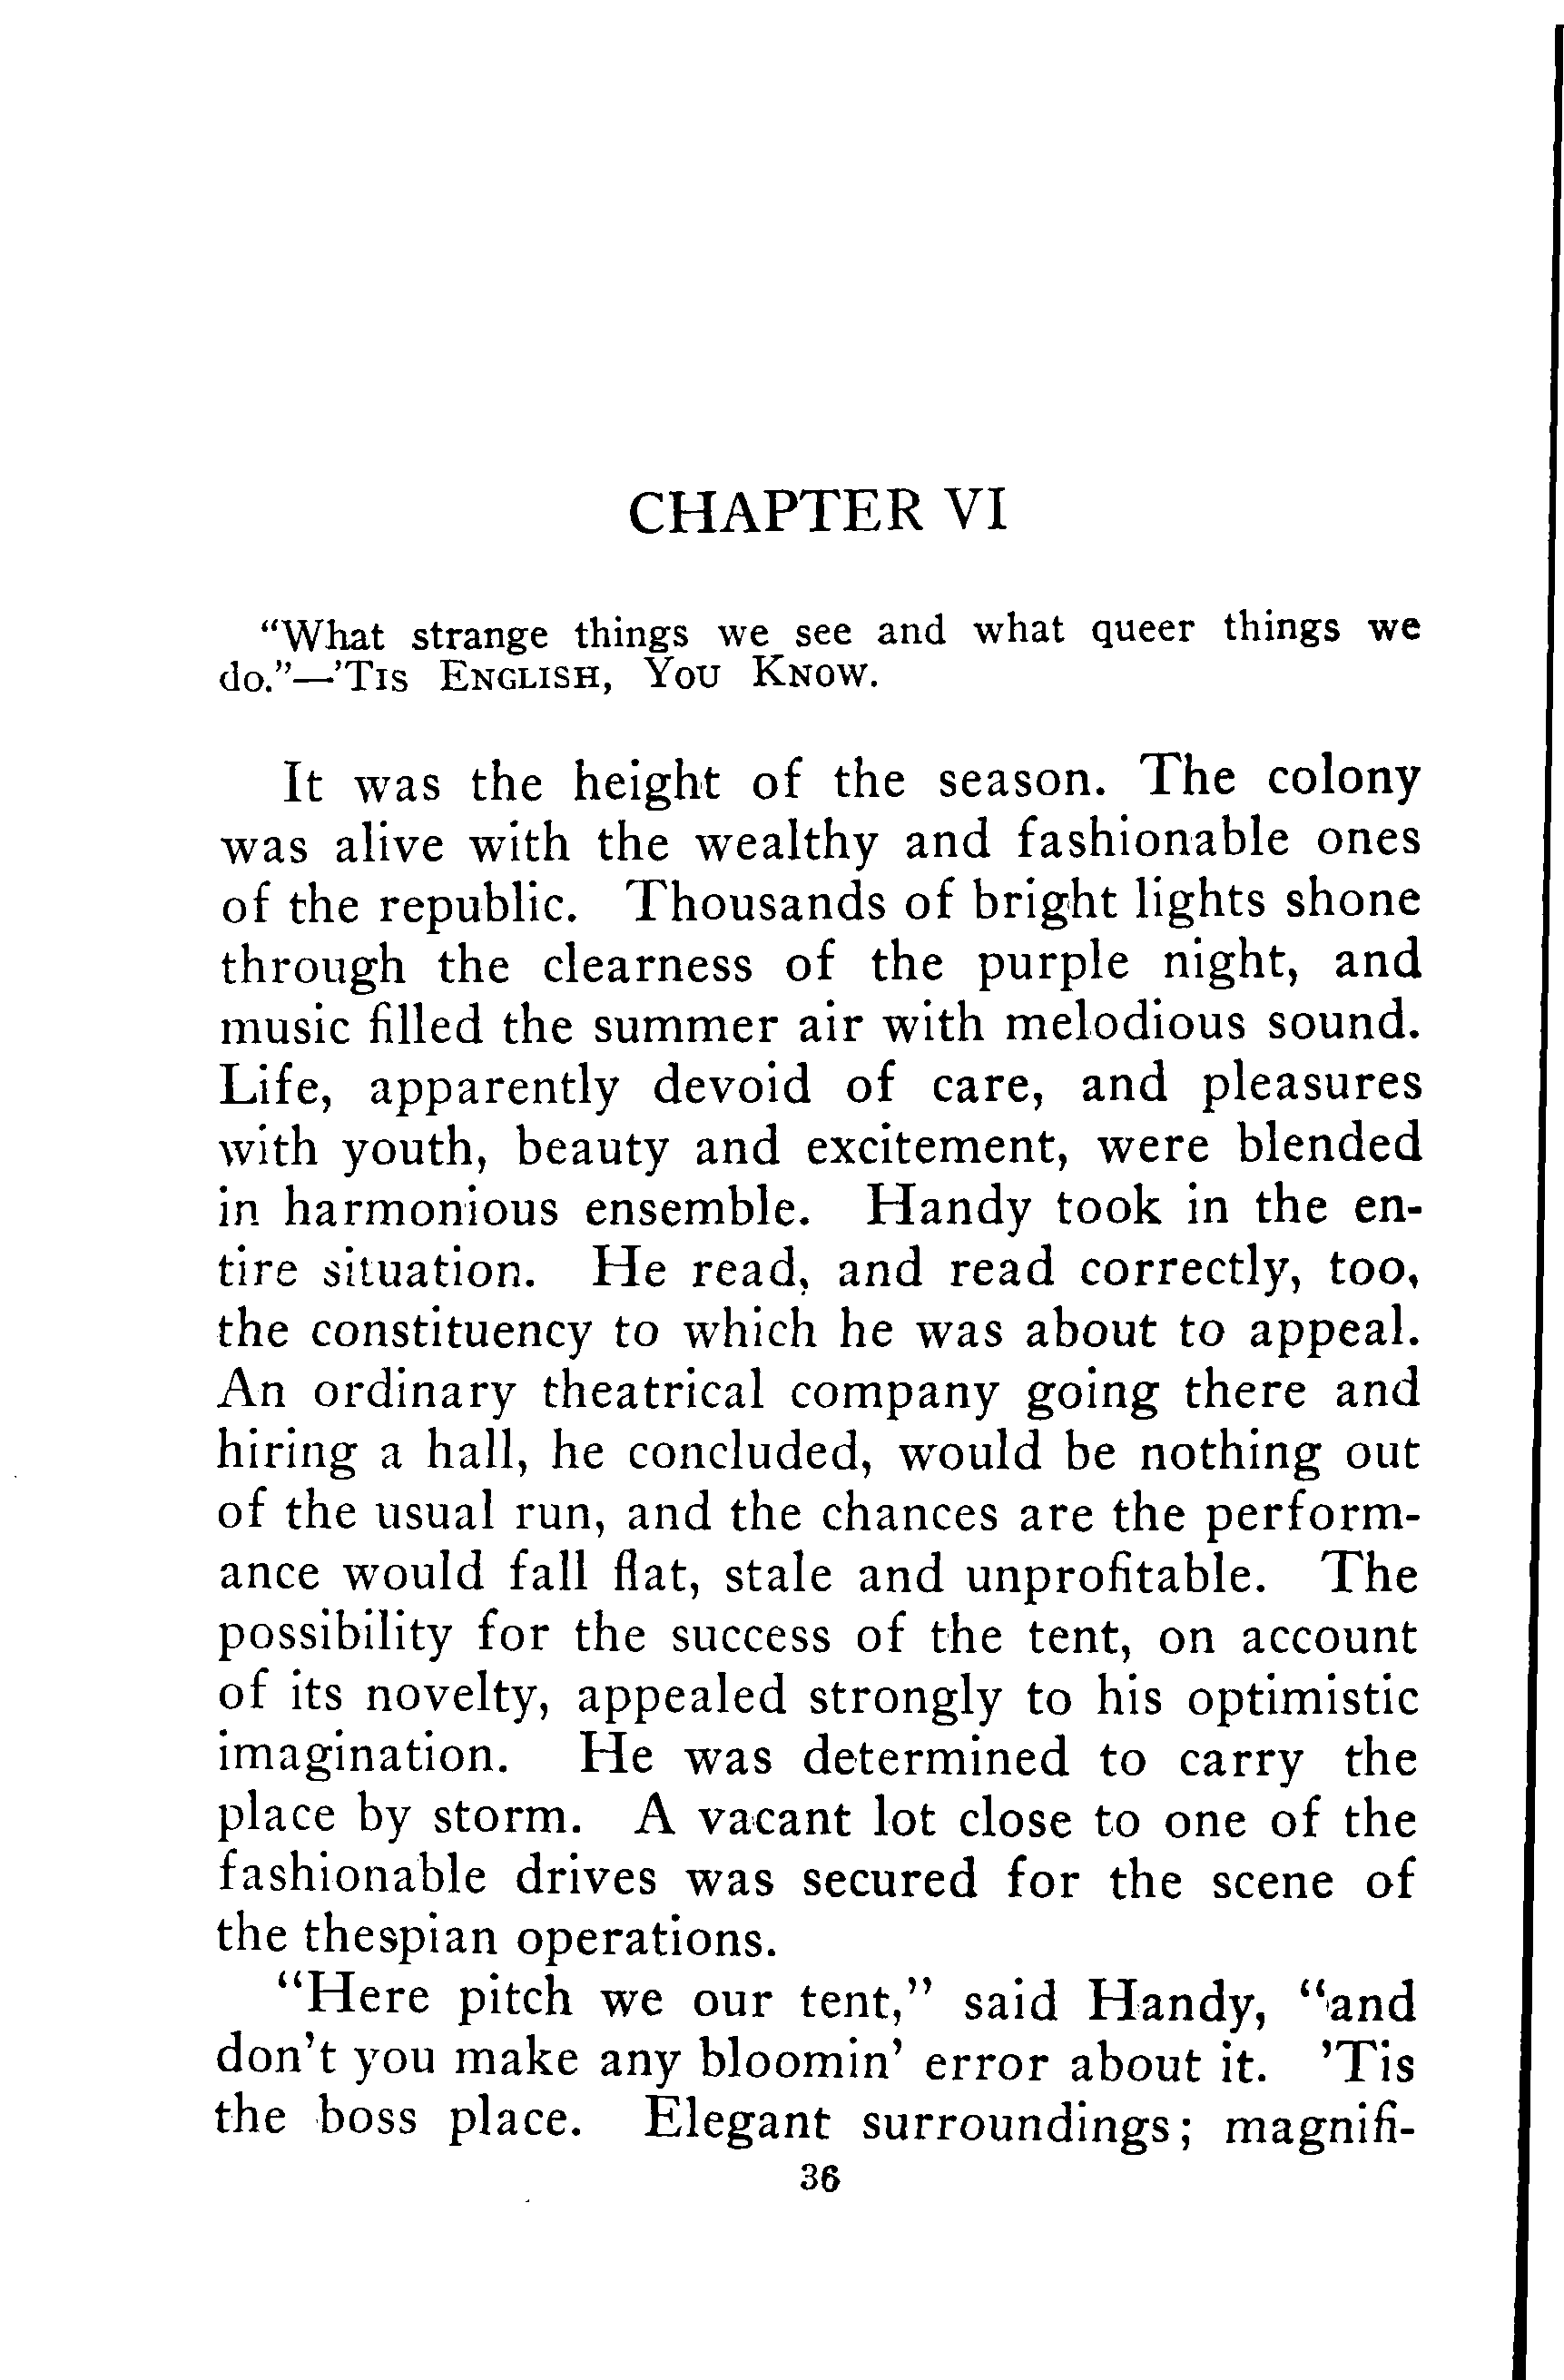 CHAPTER VI
"What strange things we see and what queer things we
do."—'Tis English, You Know.
It was the height of the season. The colony
was alive with the wealthy and fashionable ones
of the republic. Thousands of bright lights shone
through the clearness of the purple night, and
music filled the summer air with melodious sound.
Life, apparently devoid of care, and pleasures
with youth, beauty and excitement, were blended
in harmonious ensemble. Handy took in the en-
tire situation. He read, and read correctly, too,
the constituency to which he was about to appeal.
An ordinary theatrical company going there and
hiring a hall, he concluded, would be nothing out
of the usual run, and the chances are the perform-
ance would fall flat, stale and unprofitable. The
possibility for the success of the tent, on account
of its novelty, appealed strongly to his optimistic
imagination. He was determined to carry the
place by storm. A vacant lot close to one of the
fashionable drives was secured for the scene of
the thespian operations.
"Here pitch we our tent," said Handy, "and
don't you make any bloomin' error about it. 'Tis
the boss place. Elegant surroundings; magnifi-
36